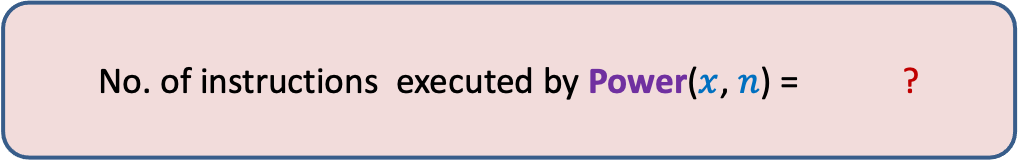 No. of instructions executed by Power(x, n) = ?